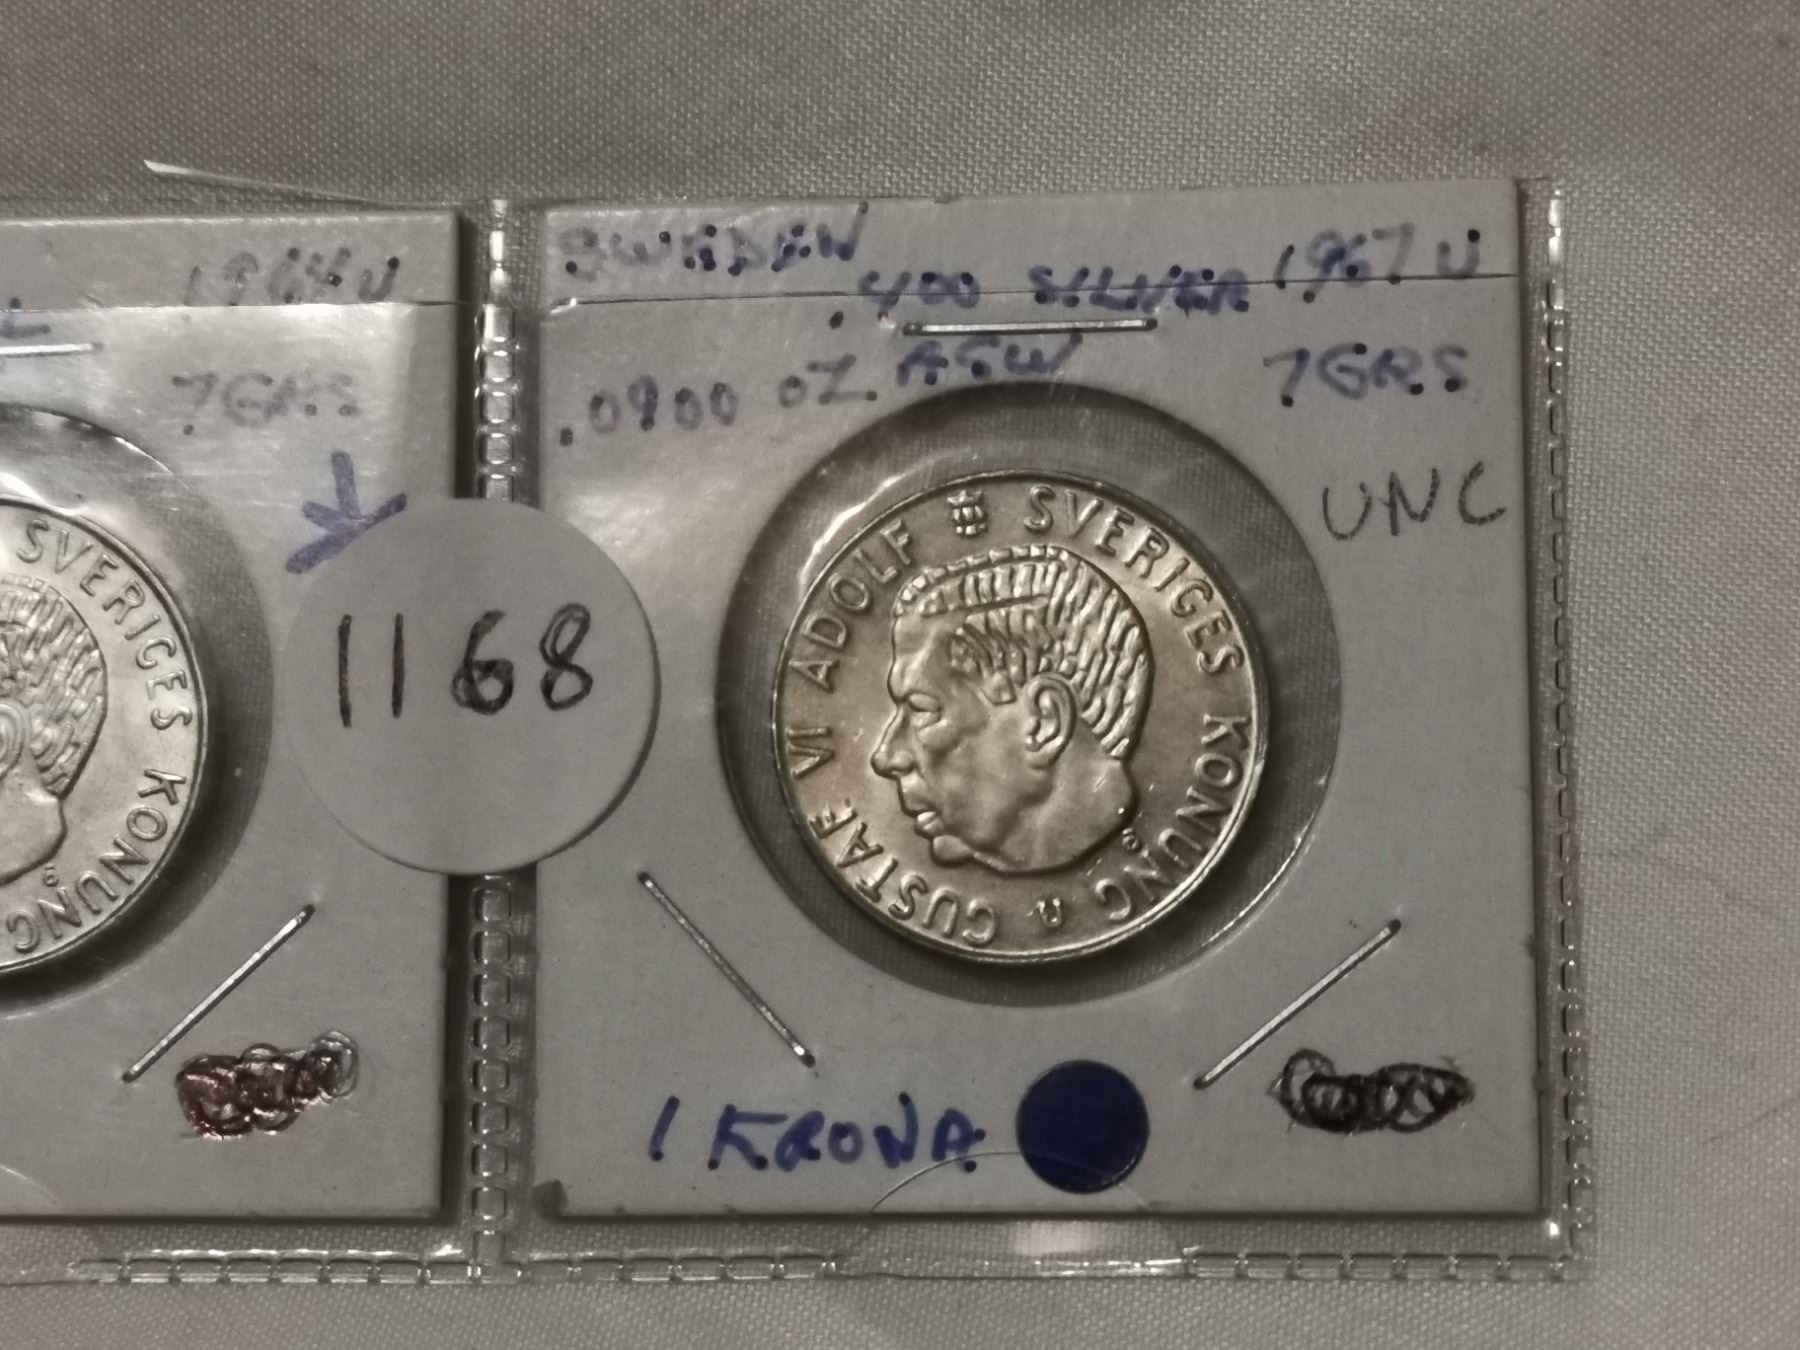 1964 U
7GRS
SVERIGES KONUNG
1168
SWEDEN
.400 SILVER
1967 U
.0900 OZ. ASW
7GRS
UNC
GUSTAF VI ADOLF SVERIGES KONUNG U
1 KRONA